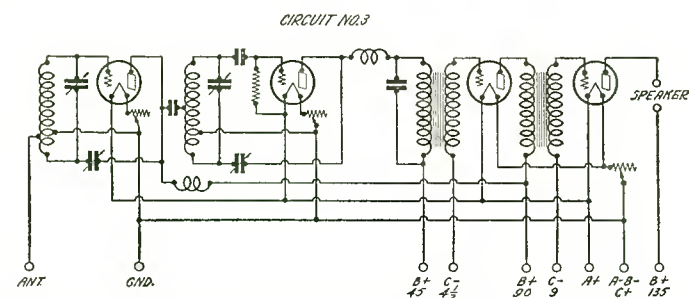 CIRCUIT NO.3
SPEAKER
ANT.
GND.
B+
45
C-
4½
B+
90
C-
9
A+
A-B-
C+
B+
135